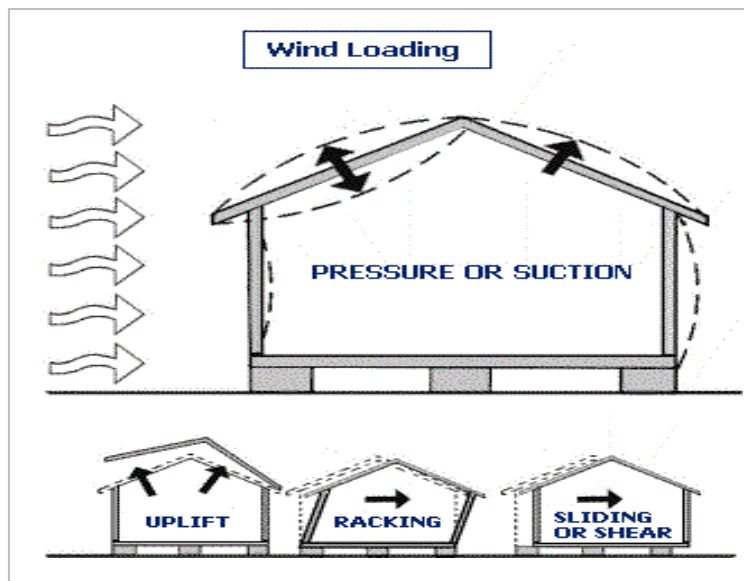 Wind Loading
PRESSURE OR SUCTION
UPLIFT
RACKING
SLIDING
OR SHEAR